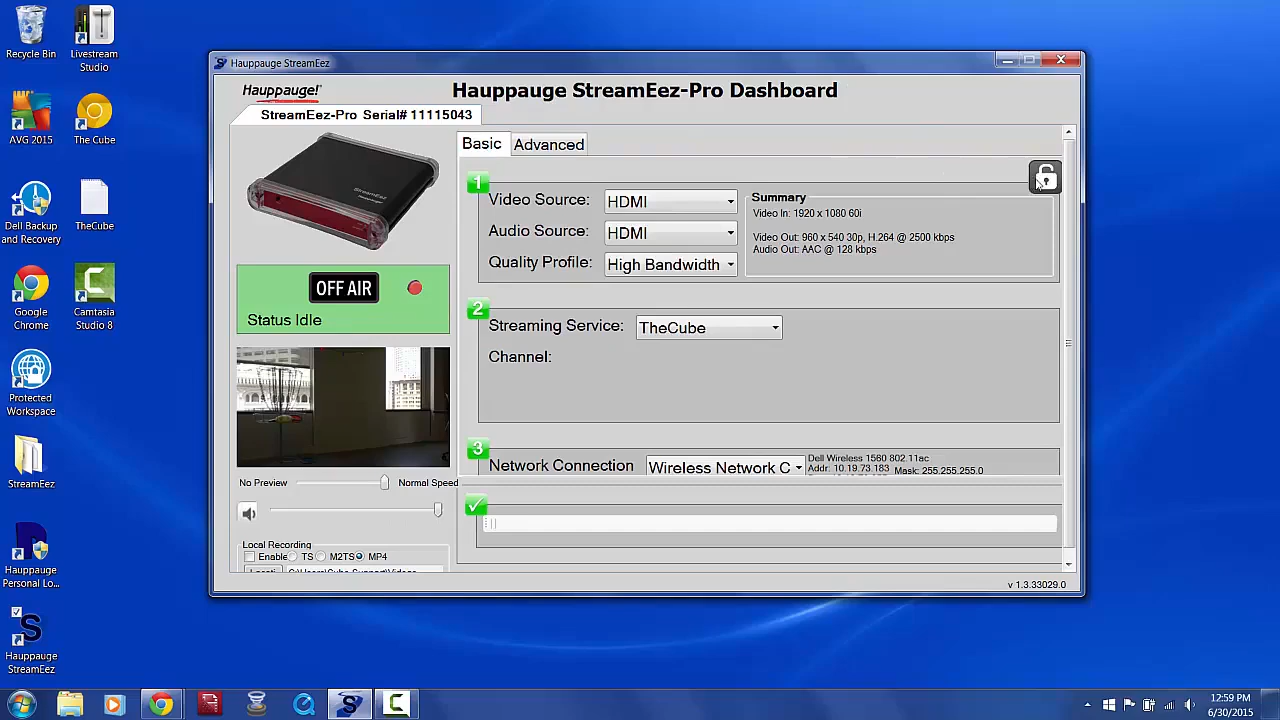 Recycle Bin
Livestream
Studio
AVG 2015
The Cube
Dell Backup
and Recovery
TheCube
Google
Chrome
Camtasia
Studio 8
Protected
Workspace
StreamEez
Hauppauge
Personal Lo...
Hauppauge
StreamEez
Hauppauge StreamEez
Hauppauge!
Hauppauge StreamEez-Pro Dashboard
StreamEez-Pro Serial# 11115043
StreamEez
OFF AIR
Status Idle
No Preview
Normal Speed
Local Recording
Enable TS M2TS MP4
Basic
Advanced
1
Video Source: HDMI
Audio Source: HDMI
Quality Profile: High Bandwidth
Summary
Video In: 1920 x 1080 60i
Video Out: 960 x 540 30p, H.264 @ 2500 kbps
Audio Out: AAC @ 128 kbps
2
Streaming Service: TheCube
Channel:
3
Network Connection Wireless Network C
Dell Wireless 1560 802.11ac
Addr: 10.19.73.183 Mask: 255.255.255.0
v 1.3.33029.0
12:59 PM
6/30/2015